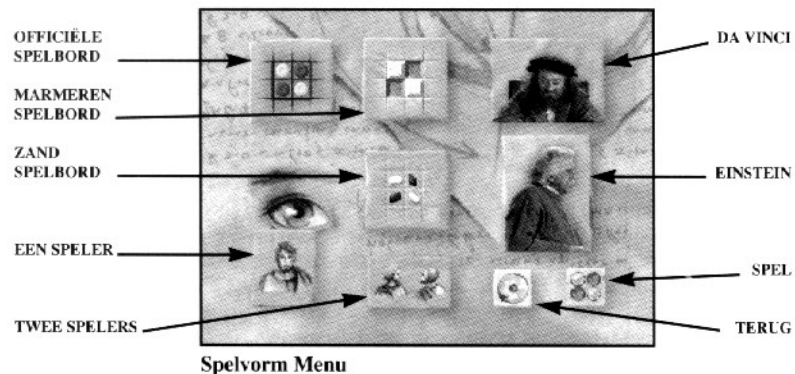 OFFICIËLE
SPELBORD
MARMEREN
SPELBORD
ZAND
SPELBORD
EEN SPELER
TWEE SPELERS
DA VINCI
EINSTEIN
SPEL
TERUG
Spelvorm Menu